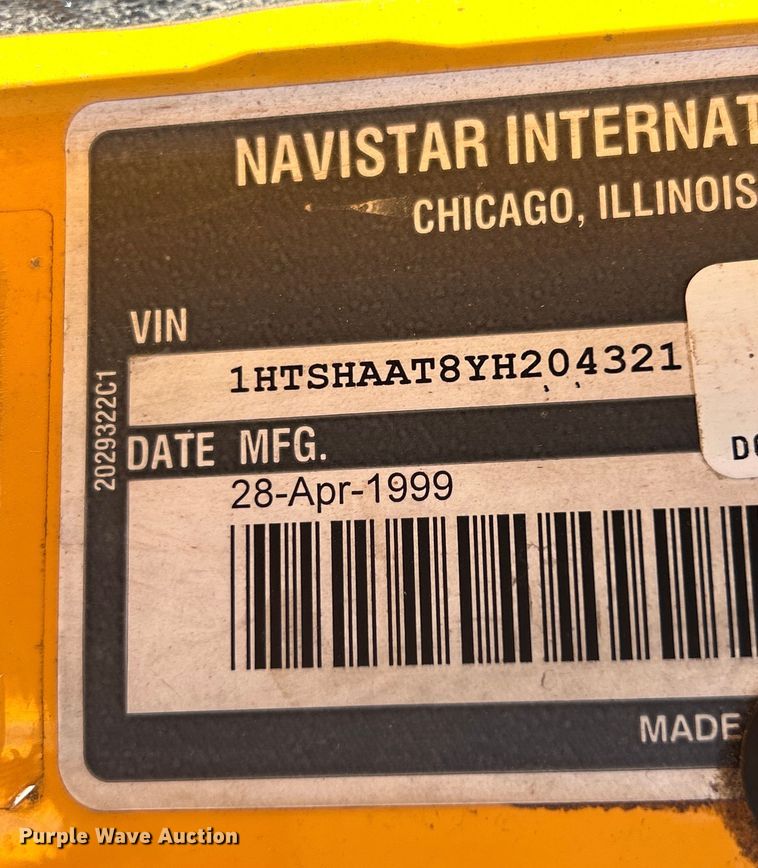 NAVISTAR INTERNAT
CHICAGO, ILLINOIS
VIN
1HTSHAAT8YH204321
2029322C1
DATE MFG.
28-Apr-1999
MADE
Purple Wave Auction